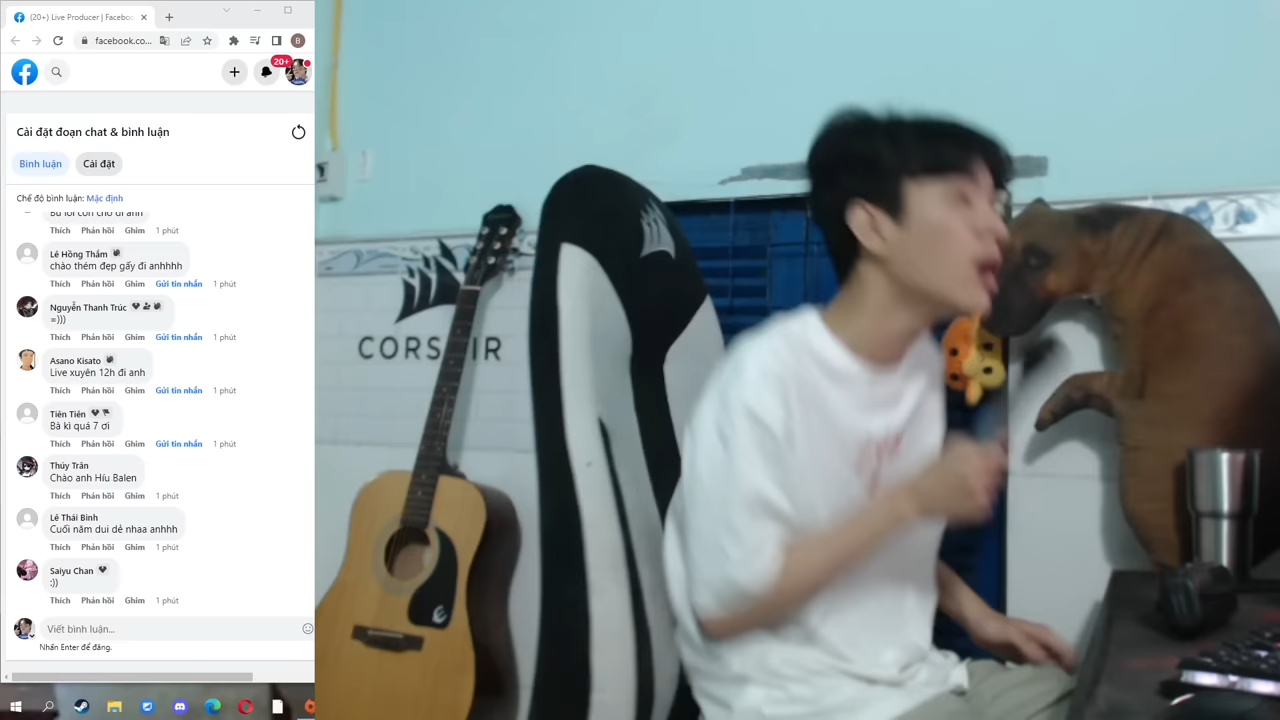 (20+) Live Producer | Faceboo
facebook.co...
B
20+
Cài đặt đoạn chat & bình luận
Bình luận
Cài đặt
Chế độ bình luận: Mặc định
Thích Phản hồi Ghim 1 phút
Lê Hồng Thắm
chào thém đẹp gấy đi anhhhh
Thích Phản hồi Ghim Gửi tin nhắn 1 phút
Nguyễn Thanh Trúc
=)))
Thích Phản hồi Ghim Gửi tin nhắn 1 phút
Asano Kisato
Live xuyên 12h đi anh
Thích Phản hồi Ghim Gửi tin nhắn 1 phút
Tiên Tiên
Bà kì quá 7 ơi
Thích Phản hồi Ghim Gửi tin nhắn 1 phút
Thúy Trân
Chào anh Híu Balen
Thích Phản hồi Ghim 1 phút
Lê Thái Bình
Cuối năm dui dẻ nhaa anhhh
Thích Phản hồi Ghim 1 phút
Saiyu Chan
:))
Thích Phản hồi Ghim 1 phút
Viết bình luận...
Nhấn Enter để đăng.
CORSAIR